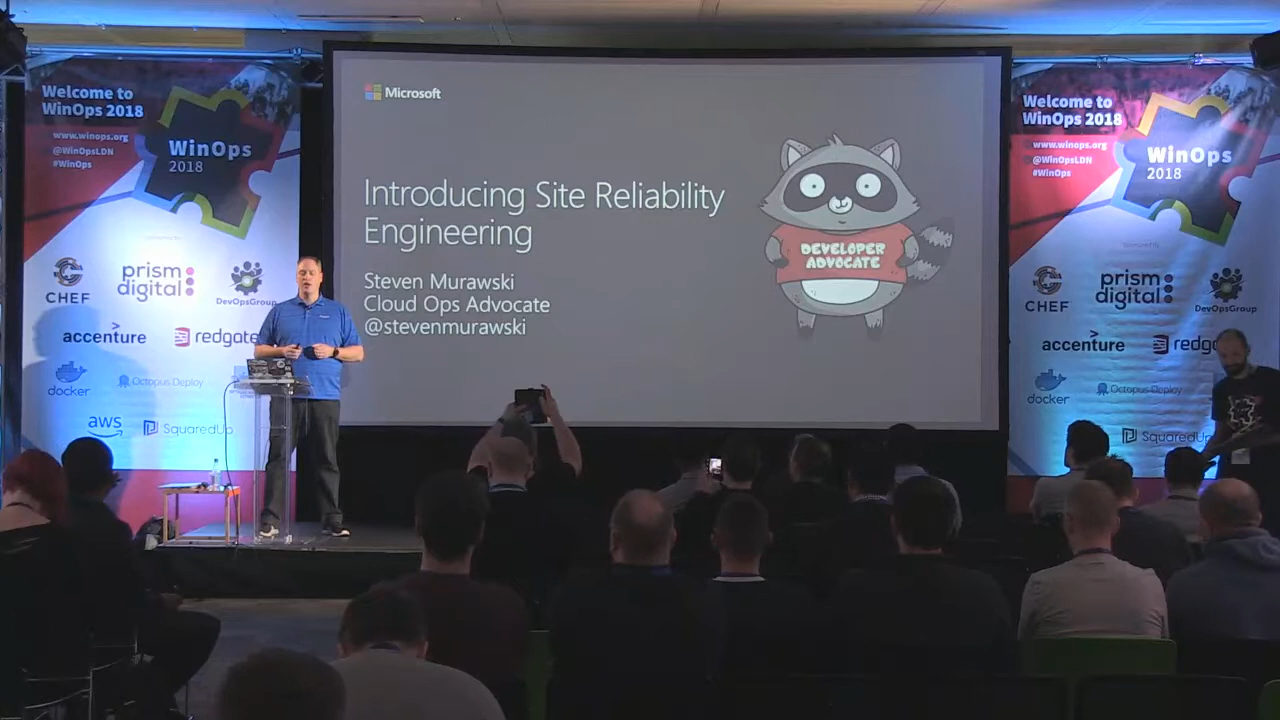 Welcome to
WinOps 2018
www.winops.org
@WinOpsLDN
#WinOps
WinOps
2018
CHEF
prism
digital
DevOpsGroup
accenture
redgate
docker
Octopus Deploy
aws
SquaredUp
Microsoft
Introducing Site Reliability
Engineering
Steven Murawski
Cloud Ops Advocate
@stevenmurawski
DEVELOPER
ADVOCATE
Welcome to
WinOps 2018
www.winops.org
@WinOpsLDN
#WinOps
WinOps
2018
CHEF
prism
digital
DevOpsGroup
accenture
redg
docker
Octopus Deploy
SquaredUp